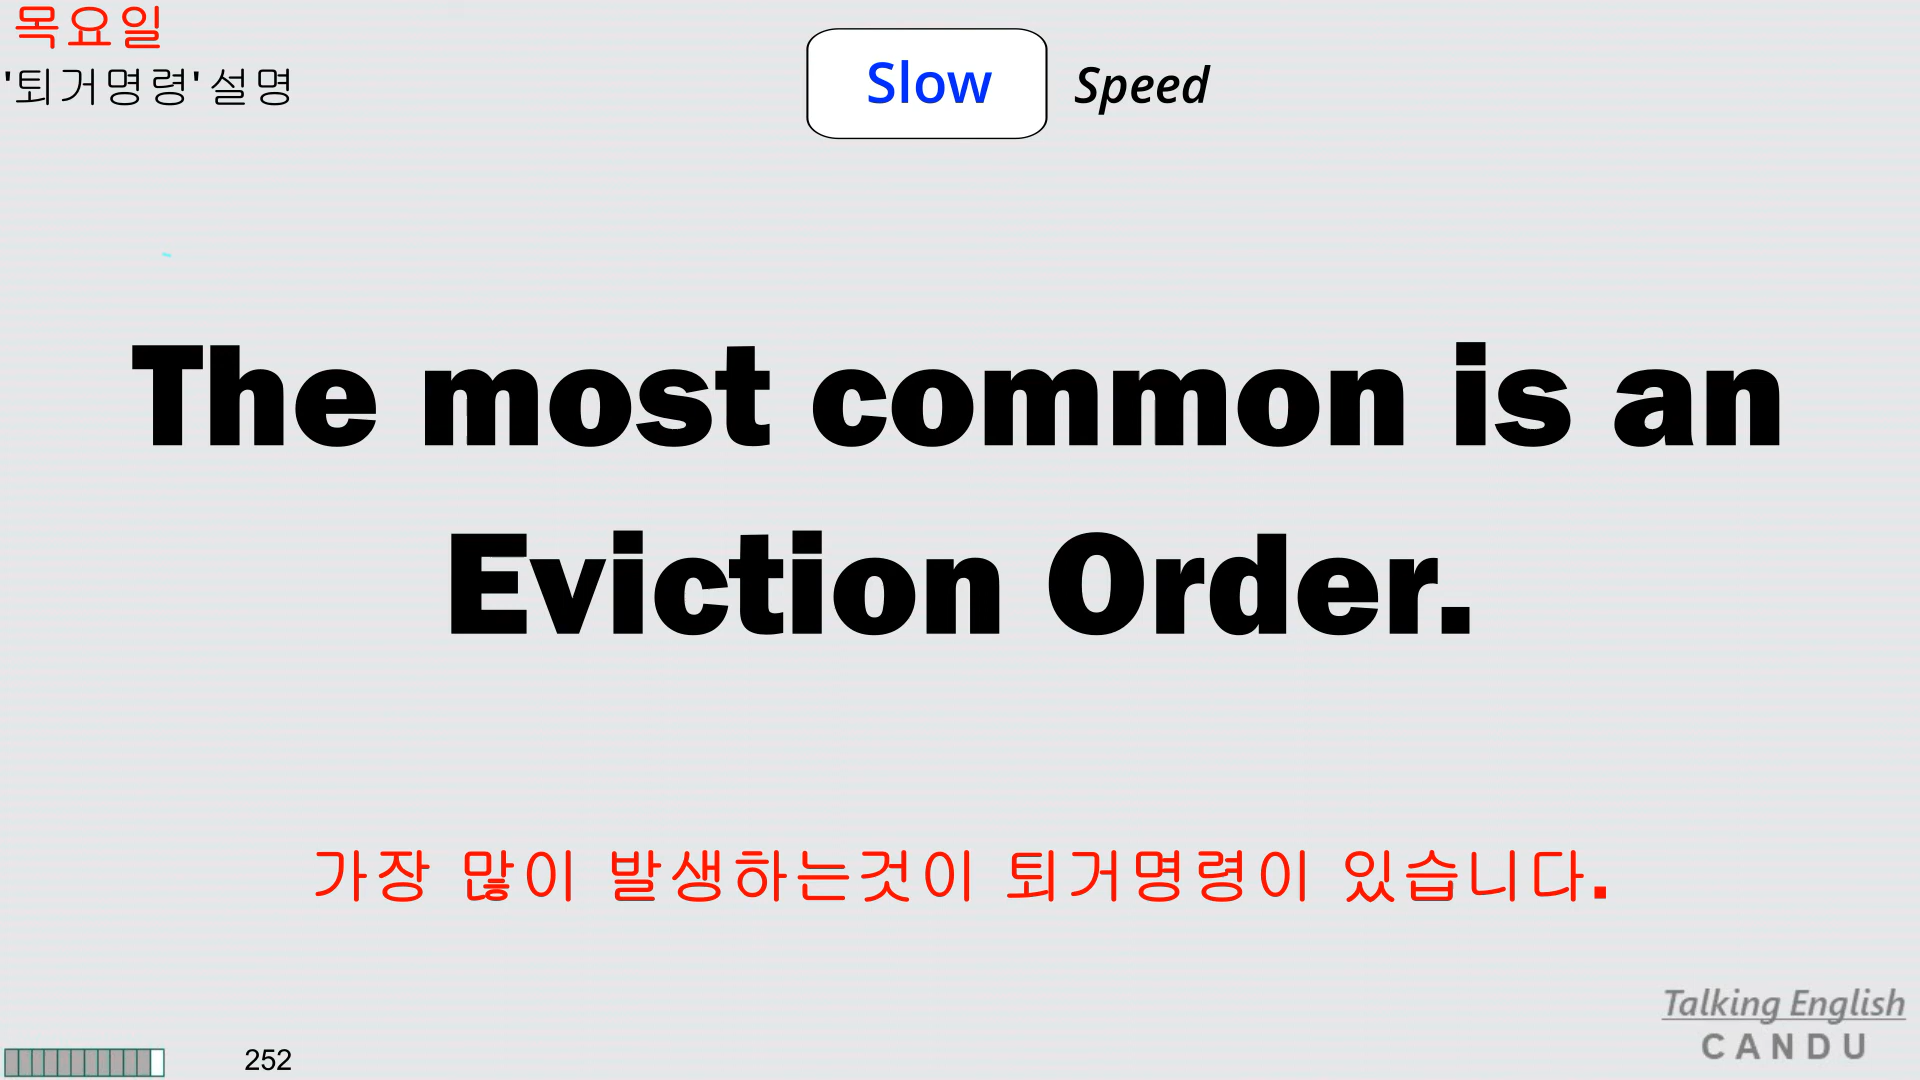 목요일
'퇴거명령' 설명
Slow Speed
The most common is an
Eviction Order.
가장 많이 발생하는것이 퇴거명령이 있습니다.
Talking English
CANDU
252